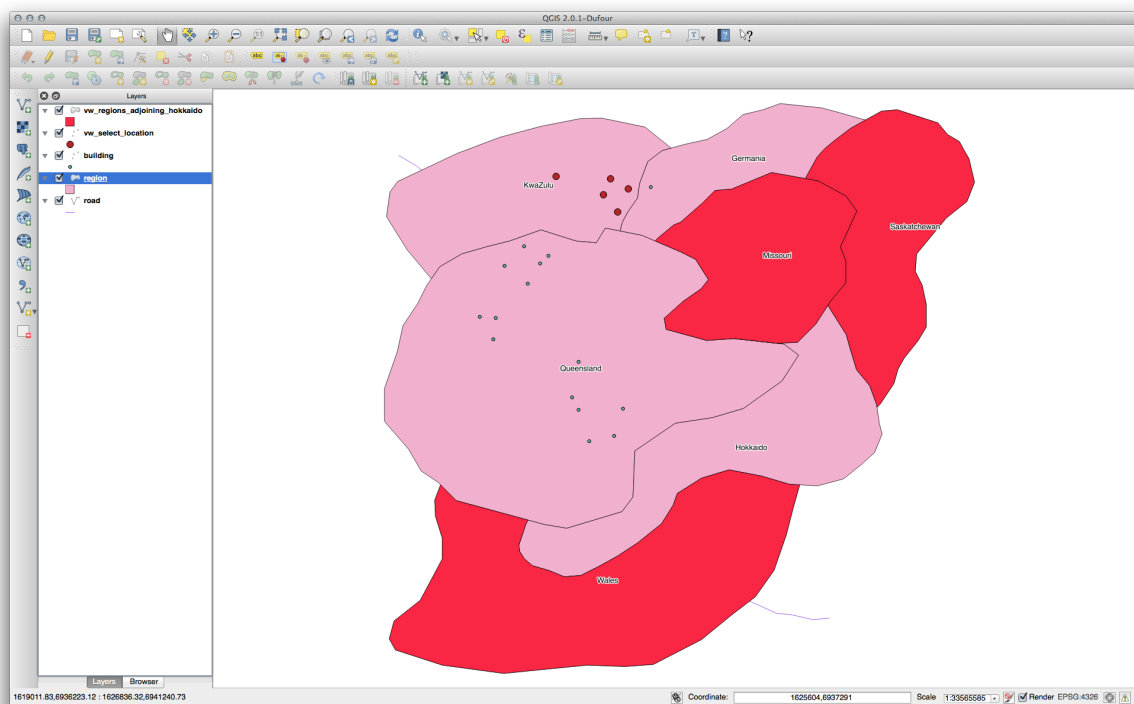 QGIS 2.0.1-Dufour
Layers
vw_regions_adjoining_hokkaido
vw_select_location
building
region
road
Germania
KwaZulu
Saskatchewan
Missouri
Queensland
Hokkaido
Wales
Layers Browser
1619011.83,6936223.12 : 1626836.32,6941240.73
Coordinate: 1625604,6937291 Scale 1:33565585 Render EPSG:4326